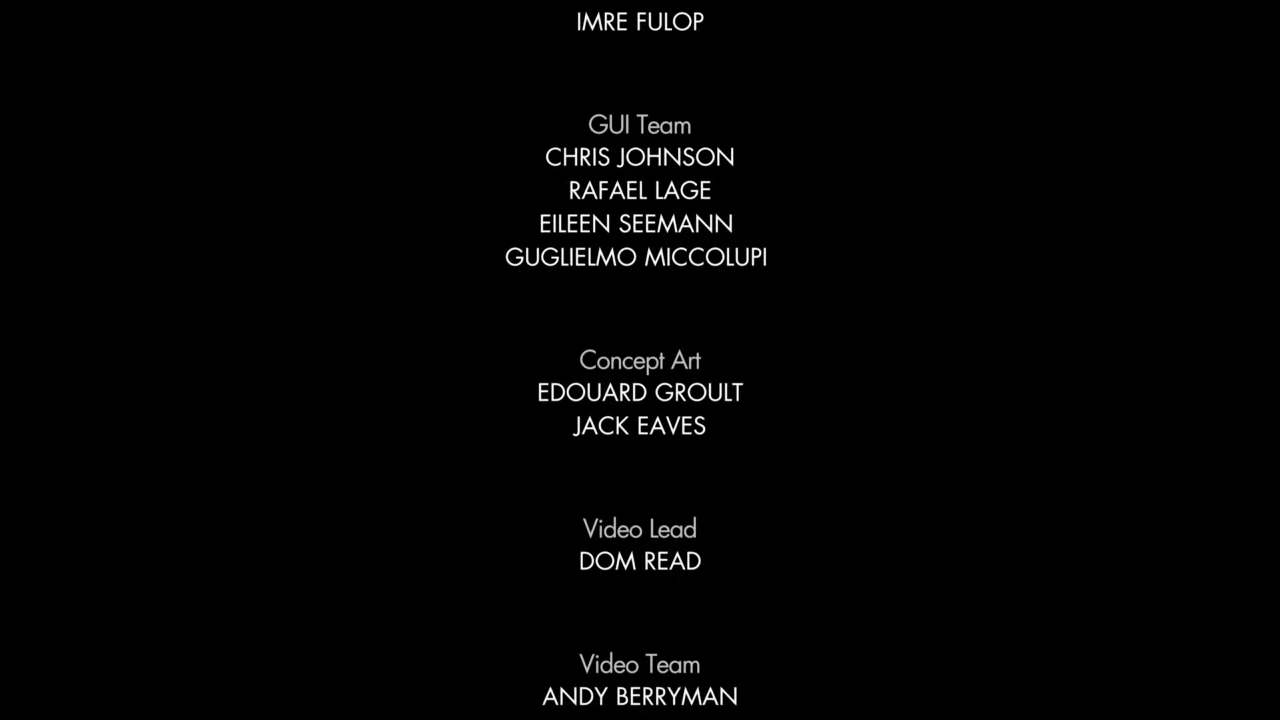 IMRE FULOP
GUI Team
CHRIS JOHNSON
RAFAEL LAGE
EILEEN SEEMANN
GUGLIELMO MICCOLUPI
Concept Art
EDOUARD GROULT
JACK EAVES
Video Lead
DOM READ
Video Team
ANDY BERRYMAN